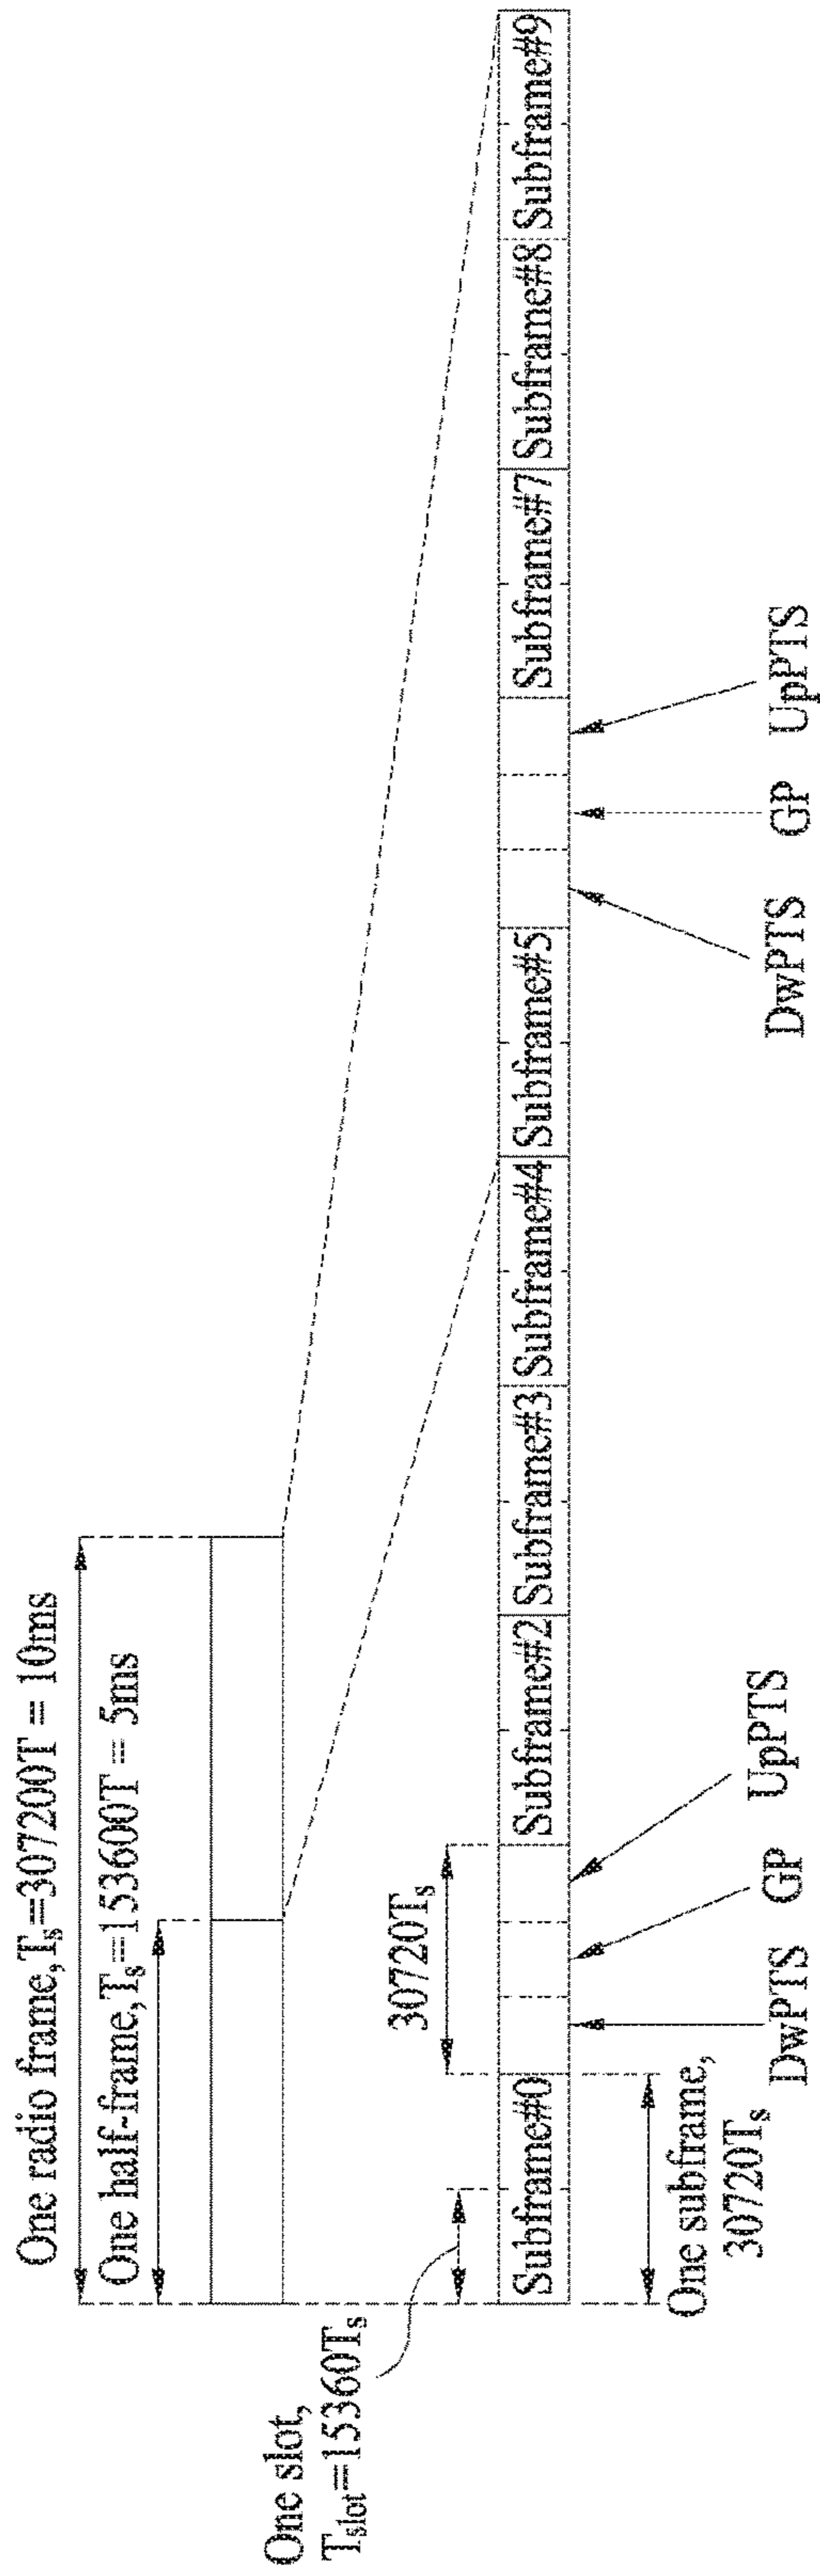 One radio frame,Ts=307200T = 10ms
One half-frame,Ts=153600T = 5ms
One slot,
Tslot=15360Ts
30720Ts
Subframe#0
Subframe#2
Subframe#3
Subframe#4
Subframe#5
Subframe#7
Subframe#8
Subframe#9
One subframe,
30720Ts
DwPTS
GP
UpPTS
DwPTS
GP
UpPTS